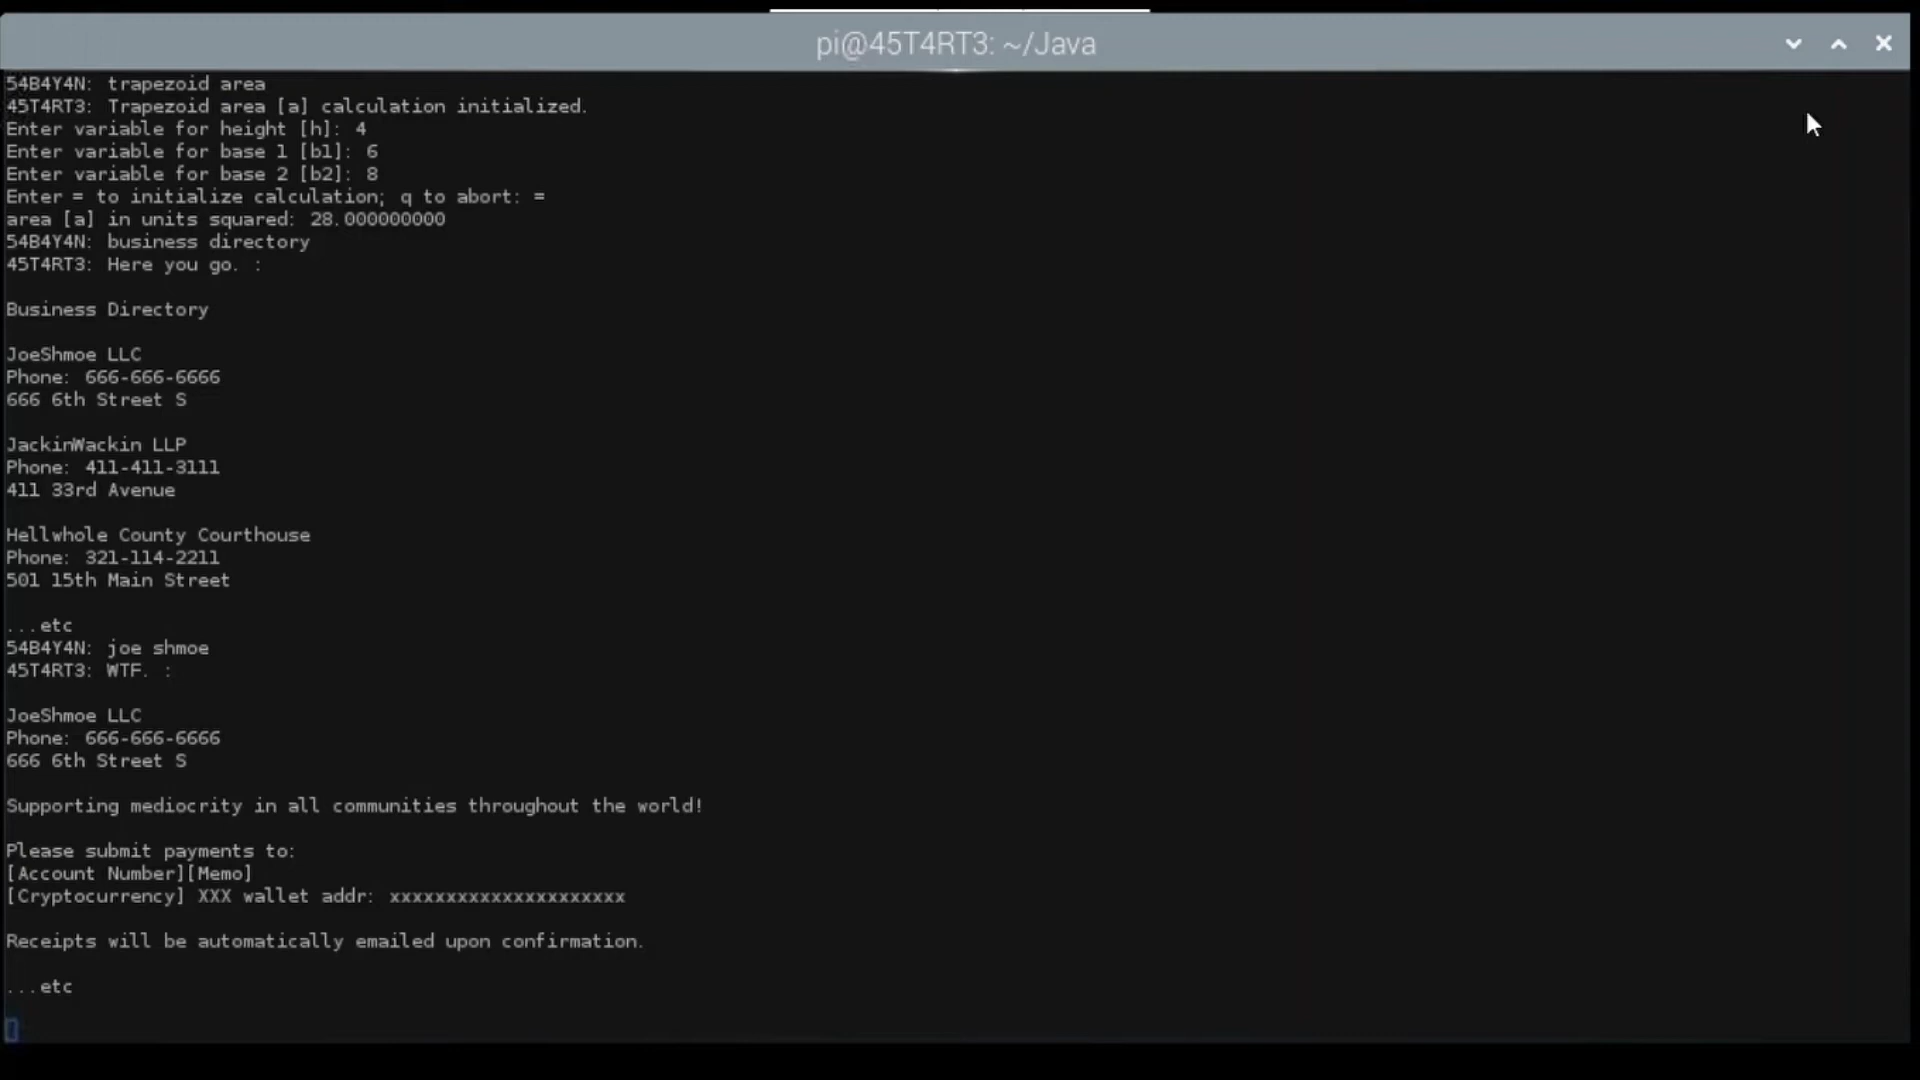 pi@45T4RT3: ~/Java
54B4Y4N: trapezoid area
45T4RT3: Trapezoid area [a] calculation initialized.
Enter variable for height [h]: 4
Enter variable for base 1 [b1]: 6
Enter variable for base 2 [b2]: 8
Enter = to initialize calculation; q to abort: =
area [a] in units squared: 28.000000000
54B4Y4N: business directory
45T4RT3: Here you go. :
Business Directory
JoeShmoe LLC
Phone: 666-666-6666
666 6th Street S
JackinWackin LLP
Phone: 411-411-3111
411 33rd Avenue
Hellwhole County Courthouse
Phone: 321-114-2211
501 15th Main Street
...etc
54B4Y4N: joe shmoe
45T4RT3: WTF. :
JoeShmoe LLC
Phone: 666-666-6666
666 6th Street S
Supporting mediocrity in all communities throughout the world!
Please submit payments to:
[Account Number][Memo]
[Cryptocurrency] XXX wallet addr: xxxxxxxxxxxxxxxxxxxxx
Receipts will be automatically emailed upon confirmation.
...etc